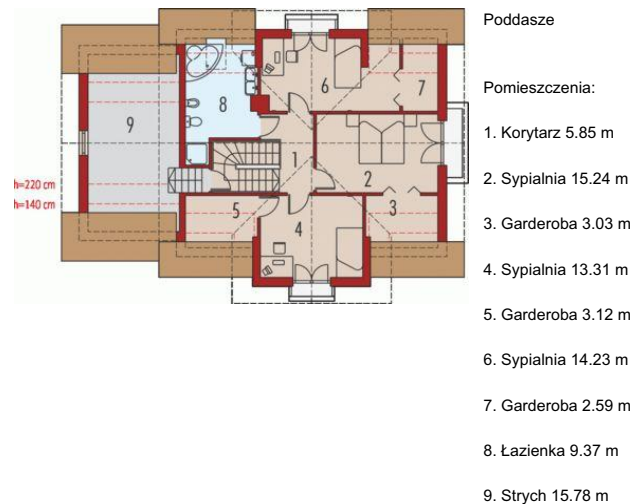 Poddasze
Pomieszczenia:
1. Korytarz 5.85 m
2. Sypialnia 15.24 m
3. Garderoba 3.03 m
4. Sypialnia 13.31 m
5. Garderoba 3.12 m
6. Sypialnia 14.23 m
7. Garderoba 2.59 m
8. Łazienka 9.37 m
9. Strych 15.78 m
6
7
8
9
1
2
h=220 cm
h=140 cm
5
3
4